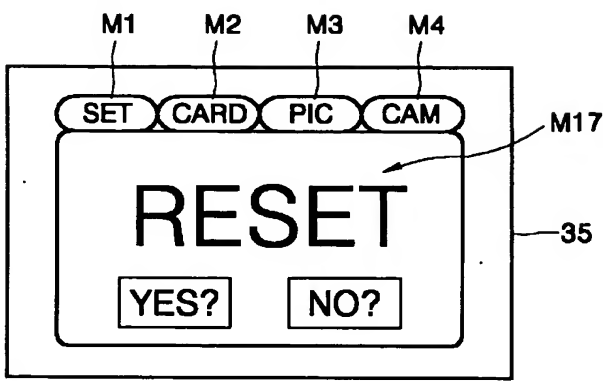 M1 M2 M3 M4
SET CARD PIC CAM
M17
RESET
35
YES? NO?